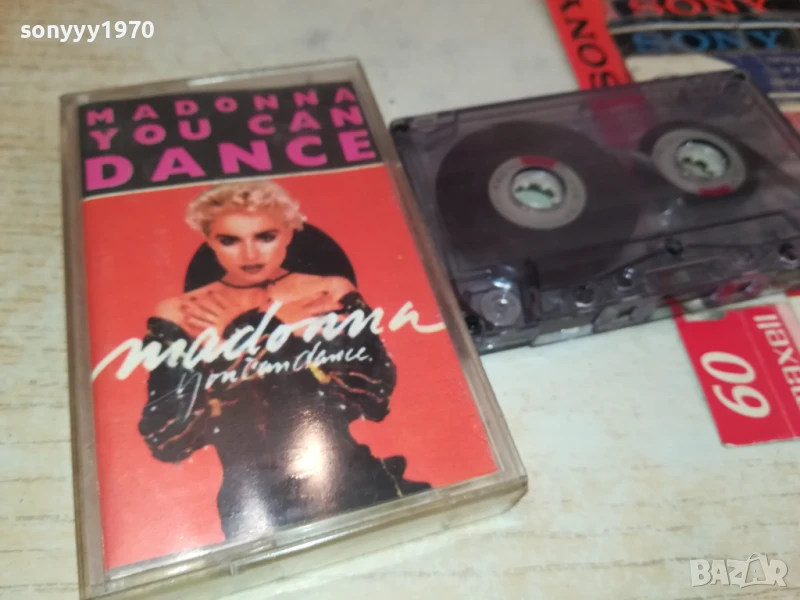 sonyyy1970
MADONNA
YOU CAN
DANCE
madonna
you can dance.
SONY
SONY
SONY
maxell
60
BAZAR